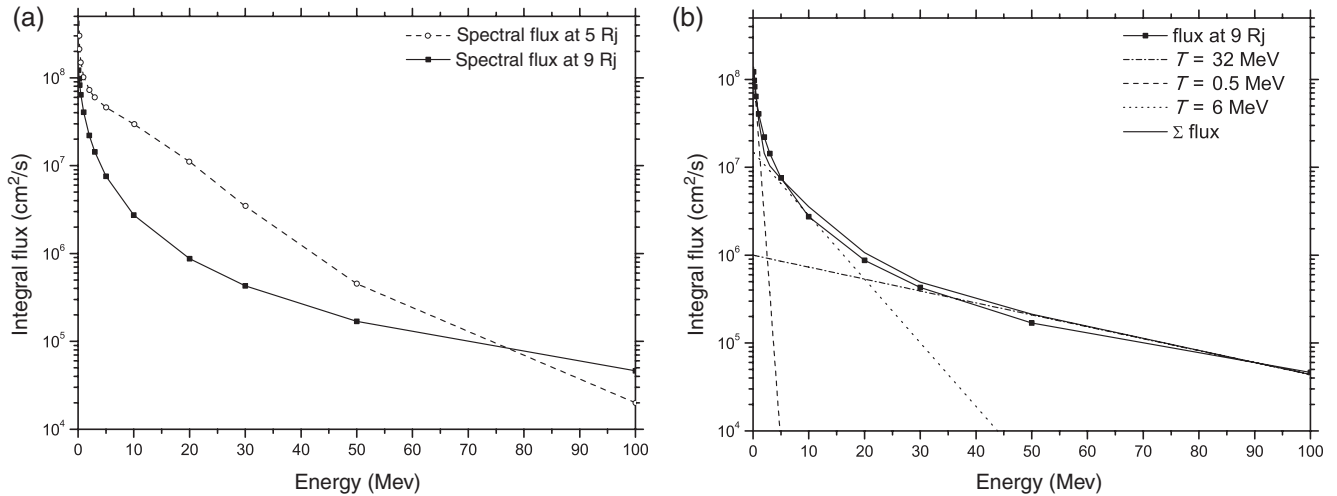 (a)
Spectral flux at 5 Rj
Spectral flux at 9 Rj
Integral flux (cm²/s)
10⁸
10⁷
10⁶
10⁵
10⁴
0 10 20 30 40 50 60 70 80 90 100
Energy (Mev)
(b)
flux at 9 Rj
T = 32 MeV
T = 0.5 MeV
T = 6 MeV
Σ flux
Integral flux (cm²/s)
10⁸
10⁷
10⁶
10⁵
10⁴
0 10 20 30 40 50 60 70 80 90 100
Energy (Mev)